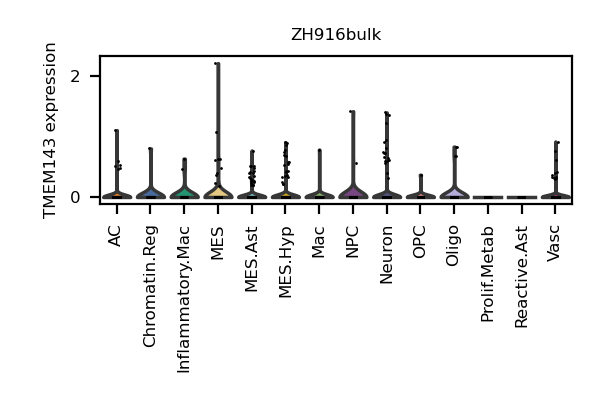 ZH916bulk
TMEM143 expression
2
0
AC
Chromatin.Reg
Inflammatory.Mac
MES
MES.Ast
MES.Hyp
Mac
NPC
Neuron
OPC
Oligo
Prolif.Metab
Reactive.Ast
Vasc